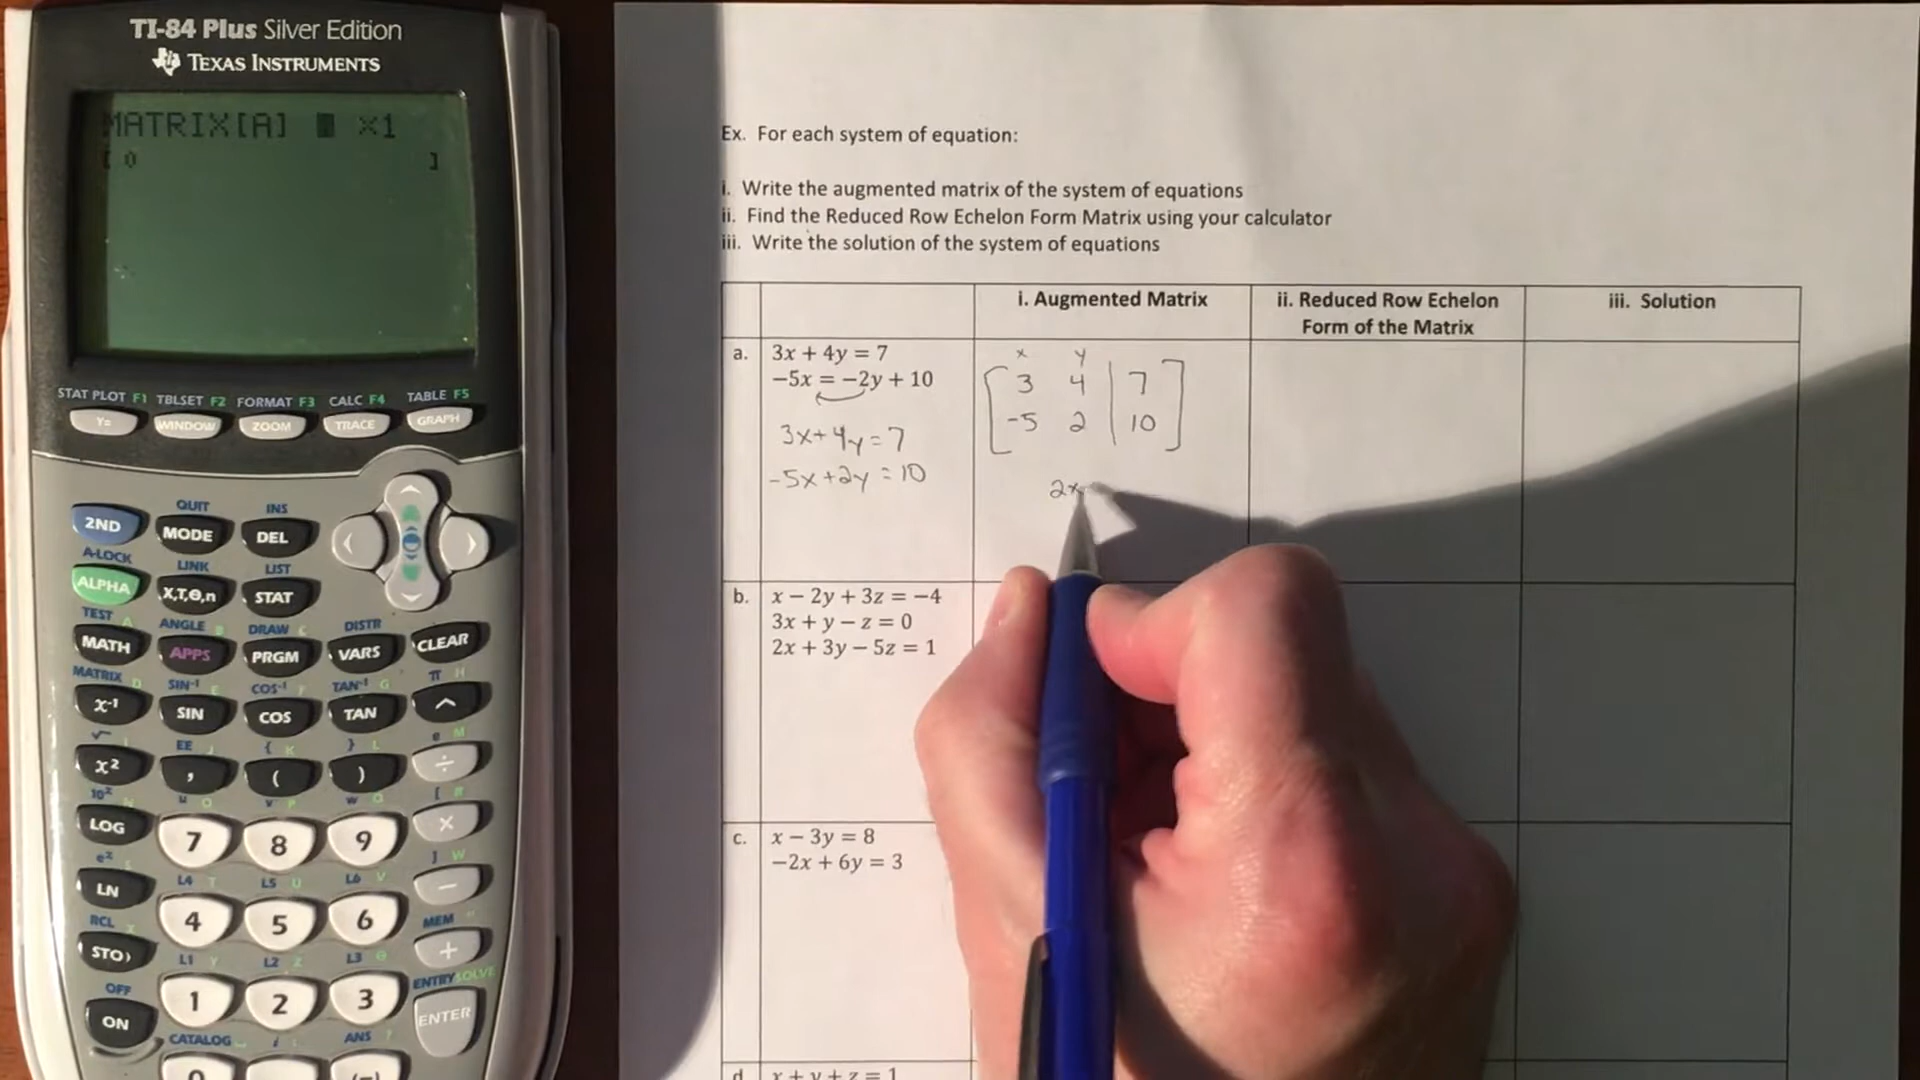 TI-84 Plus Silver Edition
TEXAS INSTRUMENTS
MATRIX[A] ×1
[ 0 ]
STAT PLOT F1 TBLSET F2 FORMAT F3 CALC F4 TABLE F5
Y= WINDOW ZOOM TRACE GRAPH
QUIT INS
2ND MODE DEL
A-LOCK LINK LIST
ALPHA X,T,θ,n STAT
TEST A ANGLE B DRAW C DISTR
MATH APPS PRGM VARS CLEAR
MATRIX D SIN-1 E COS-1 F TAN-1 G π H
x-1 SIN COS TAN ^
√ I EE J { K } L e M
x² , ( ) ÷
10ˣ N u O v P w Q [ R
LOG 7 8 9 ×
eˣ S L4 T L5 U L6 V ] W
LN 4 5 6 −
RCL X L1 Y L2 Z L3 θ MEM "
STO› 1 2 3 +
OFF CATALOG i ANS ? ENTRY SOLVE
ON 0 (−) ENTER
Ex. For each system of equation:
i. Write the augmented matrix of the system of equations
ii. Find the Reduced Row Echelon Form Matrix using your calculator
iii. Write the solution of the system of equations
i. Augmented Matrix
ii. Reduced Row Echelon
Form of the Matrix
iii. Solution
a. 3x + 4y = 7
−5x = −2y + 10
3x+4y=7
-5x+2y=10
x y
3 4 | 7
-5 2 | 10
2x
b. x − 2y + 3z = −4
3x + y − z = 0
2x + 3y − 5z = 1
c. x − 3y = 8
−2x + 6y = 3
d. x + y + z = 1